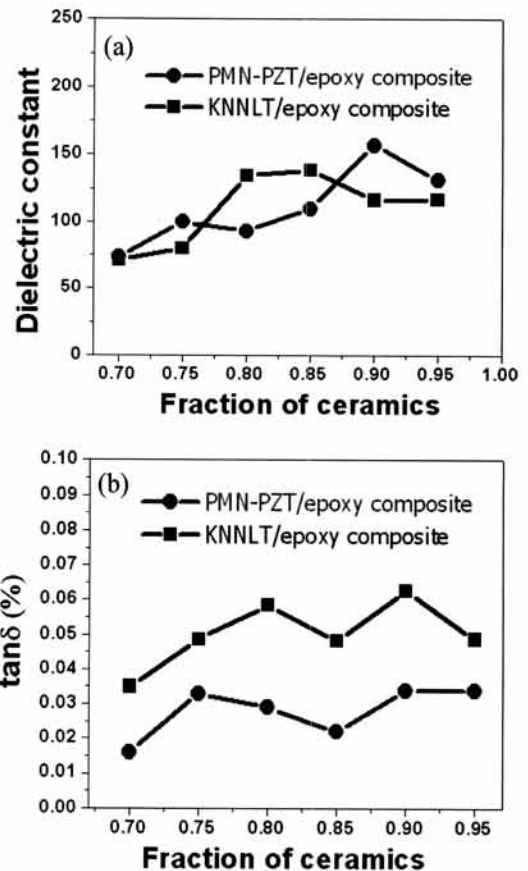 (a)
PMN-PZT/epoxy composite
KNNLT/epoxy composite
Dielectric constant
250
200
150
100
50
0
0.70 0.75 0.80 0.85 0.90 0.95 1.00
Fraction of ceramics
(b)
PMN-PZT/epoxy composite
KNNLT/epoxy composite
tanδ (%)
0.10
0.09
0.08
0.07
0.06
0.05
0.04
0.03
0.02
0.01
0.00
0.70 0.75 0.80 0.85 0.90 0.95
Fraction of ceramics